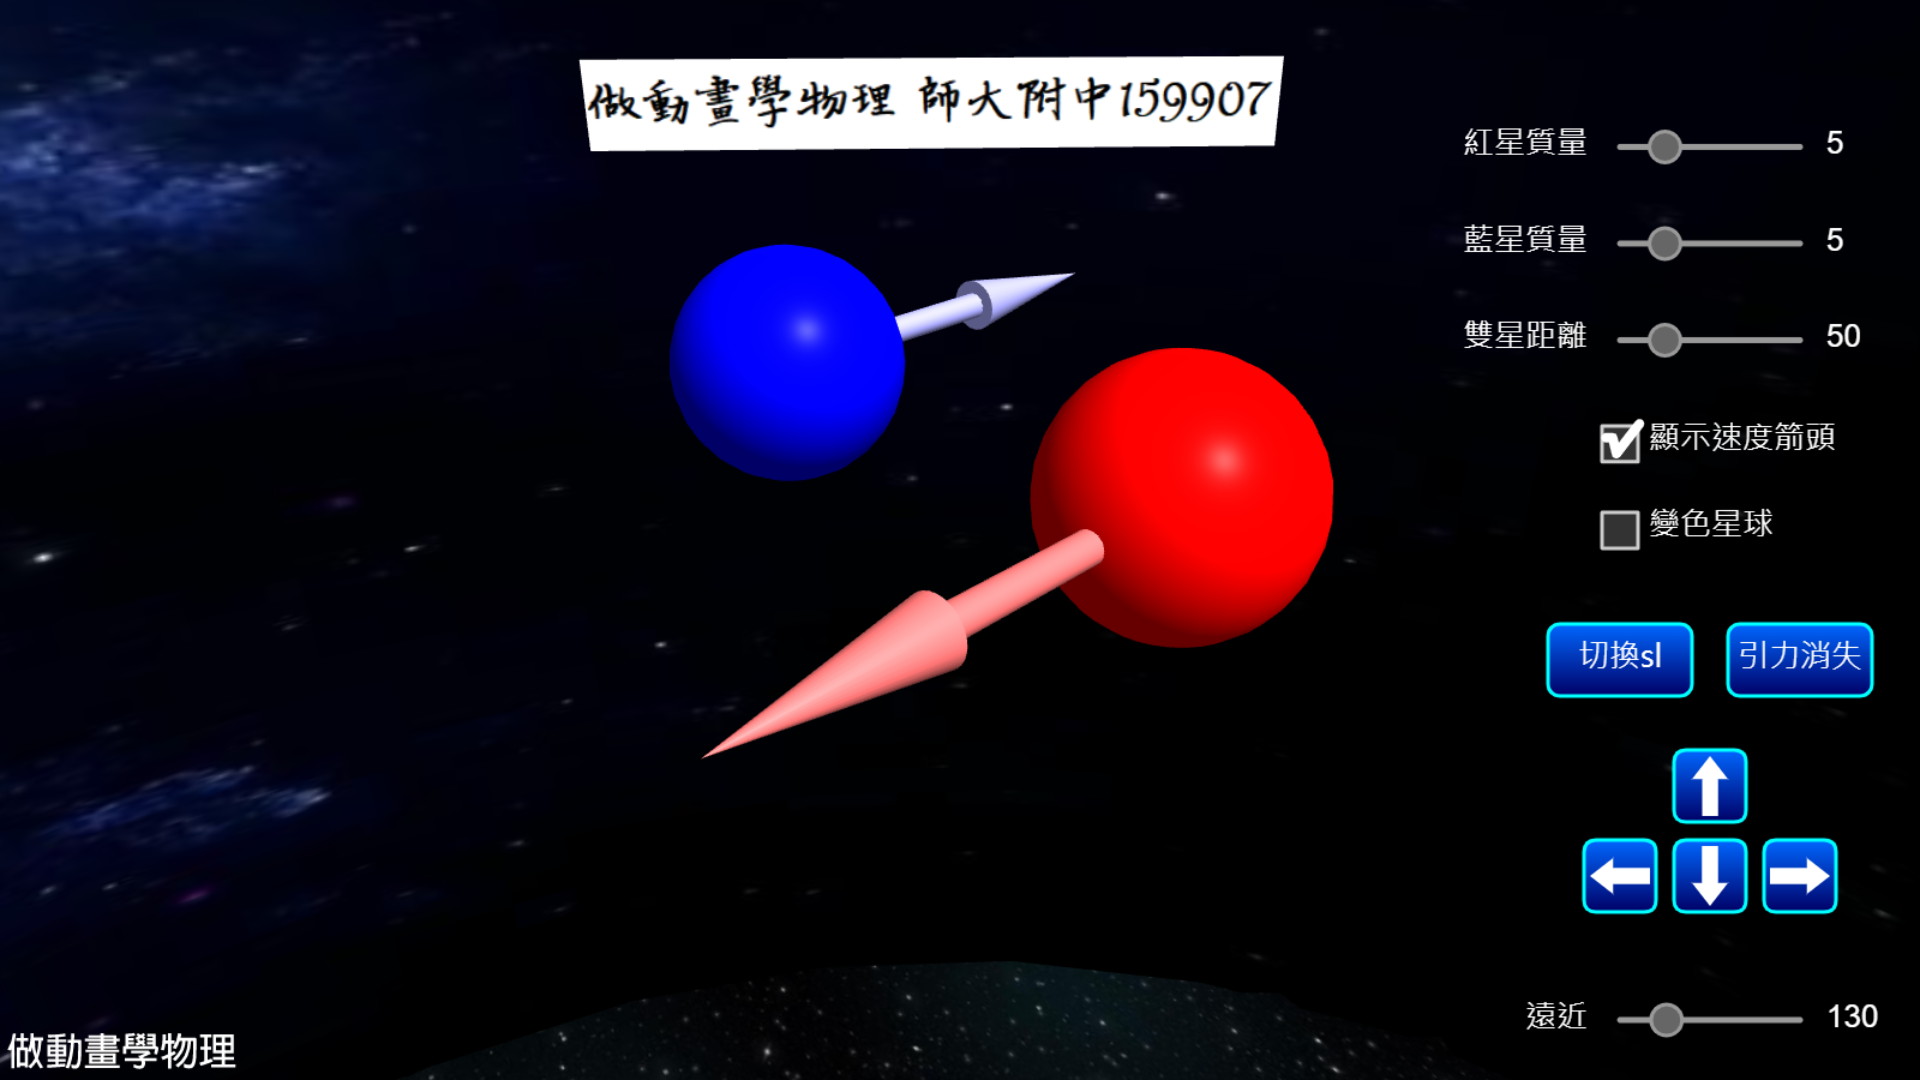 做動畫學物理 師大附中159907
紅星質量 5
藍星質量 5
雙星距離 50
顯示速度箭頭
變色星球
切換sl 引力消失
遠近 130
做動畫學物理